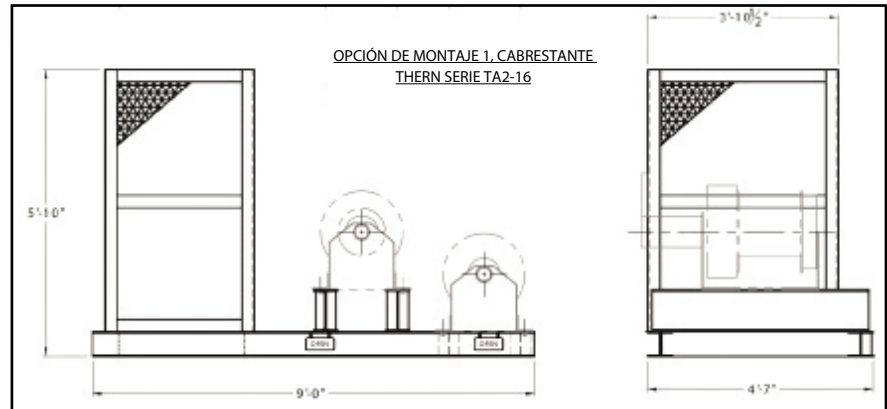 3'-10½"
OPCIÓN DE MONTAJE 1, CABRESTANTE
THERN SERIE TA2-16
5'-10"
9'-0"
4'-7"